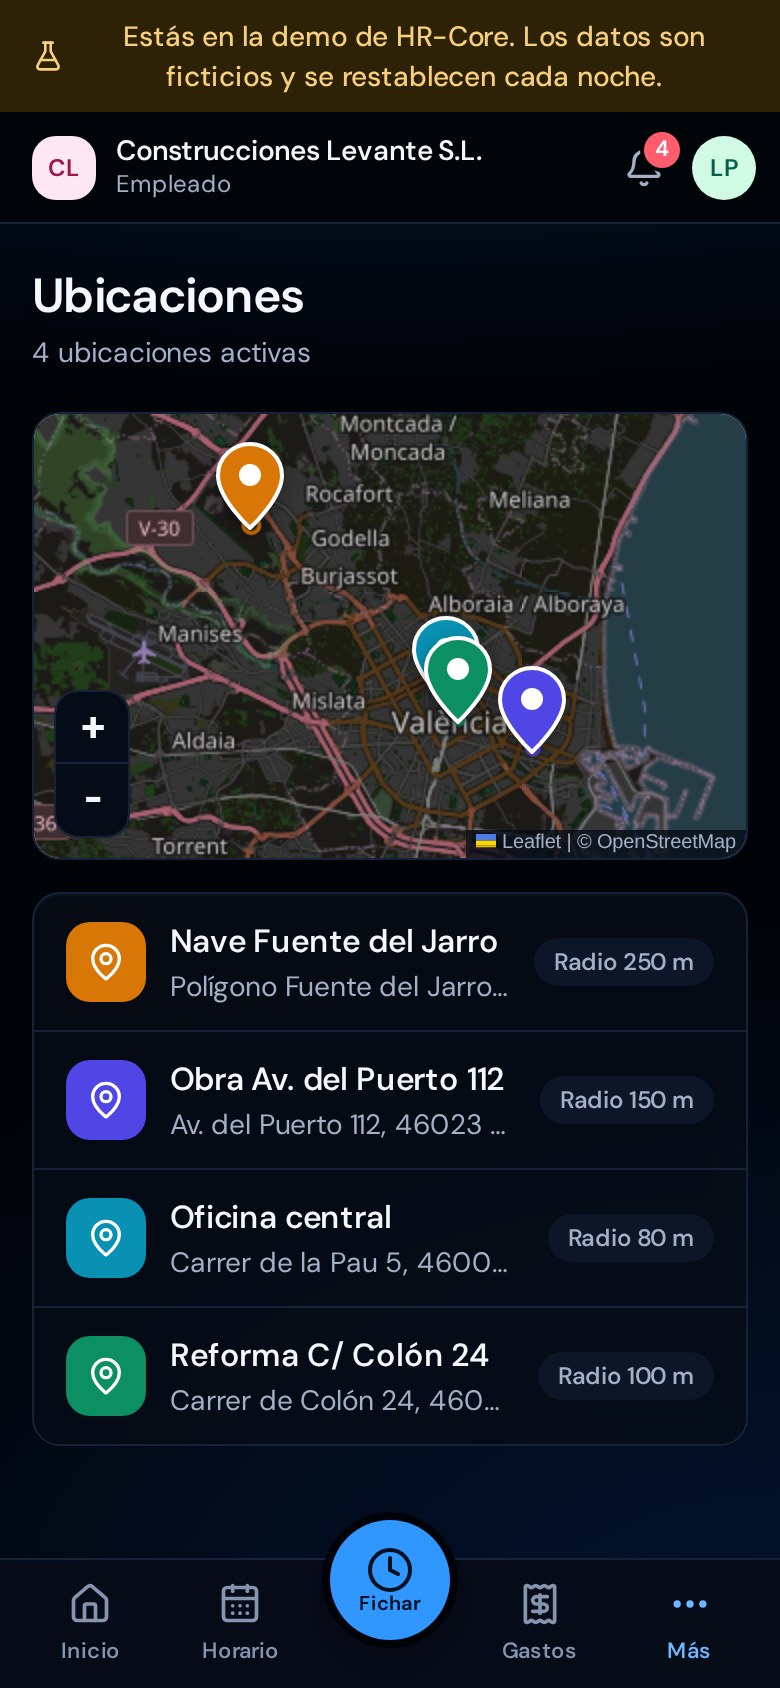 Estás en la demo de HR-Core. Los datos son
ficticios y se restablecen cada noche.
CL
Construcciones Levante S.L.
Empleado
4
LP
Ubicaciones
4 ubicaciones activas
Montcada /
Moncada
Rocafort
Meliana
V-30
Godella
Burjassot
Alboraia / Alboraya
Manises
Mislata
València
Aldaia
+
-
36
Torrent
Leaflet | © OpenStreetMap
Nave Fuente del Jarro
Polígono Fuente del Jarro...
Radio 250 m
Obra Av. del Puerto 112
Av. del Puerto 112, 46023 ...
Radio 150 m
Oficina central
Carrer de la Pau 5, 4600...
Radio 80 m
Reforma C/ Colón 24
Carrer de Colón 24, 460...
Radio 100 m
Inicio
Horario
Fichar
Gastos
Más